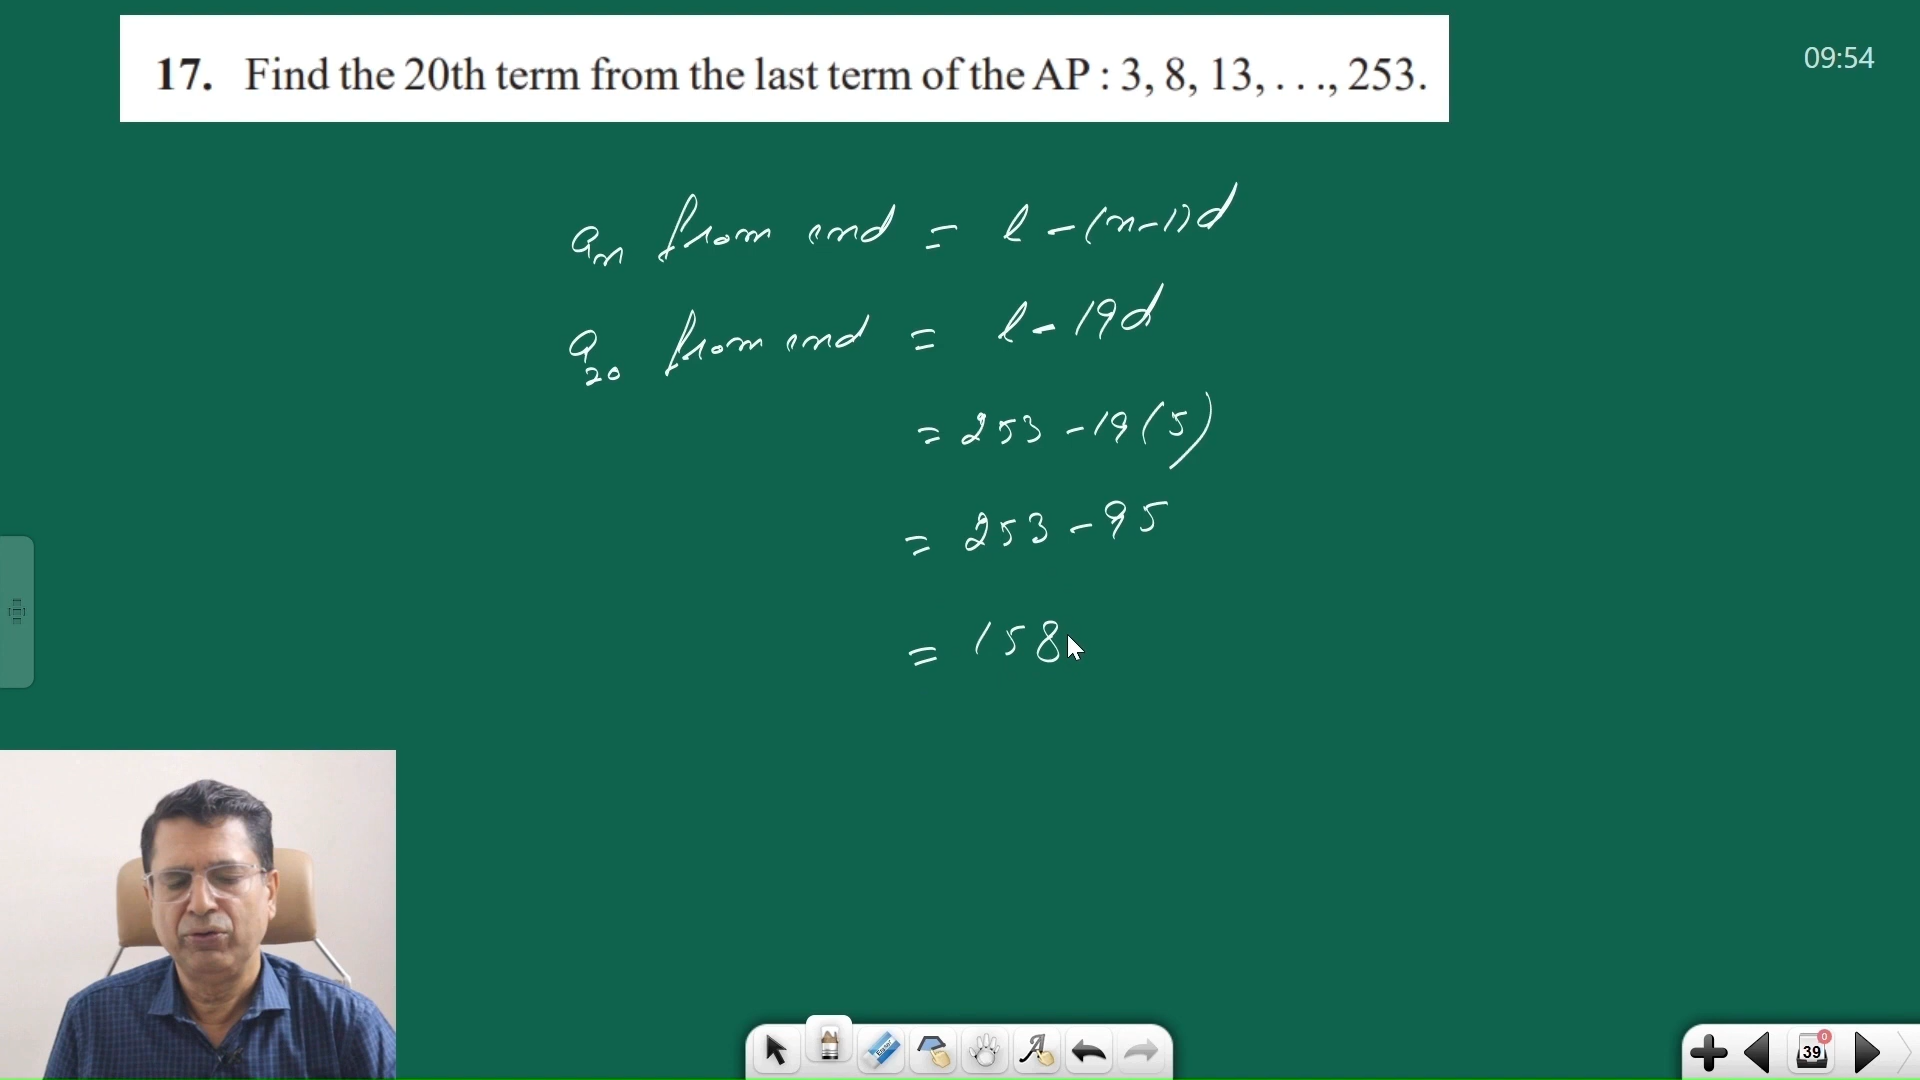 17. Find the 20th term from the last term of the AP : 3, 8, 13, . . ., 253.
09:54
aₙ from end = l - (n-1)d
a₂₀ from end = l - 19d
= 253 - 19(5)
= 253 - 95
= 158
Eraser
A
39
0